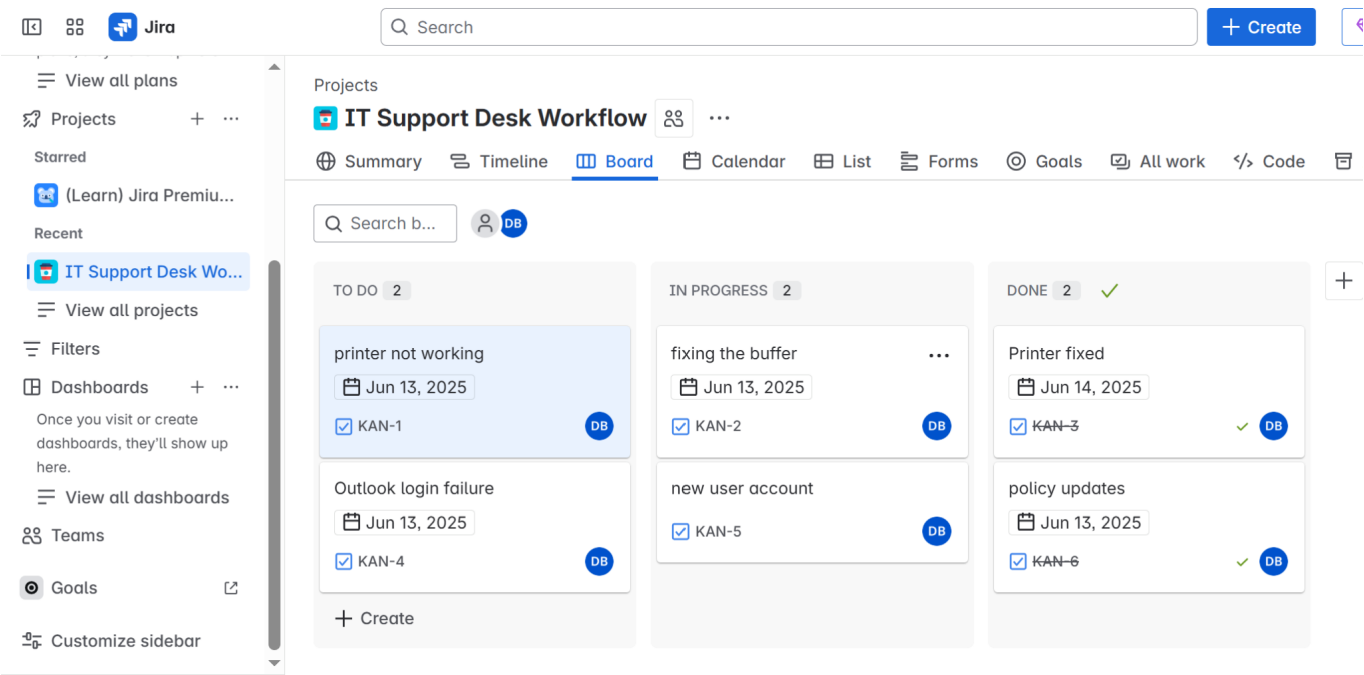 Jira
Search
+ Create
View all plans
Projects
Starred
(Learn) Jira Premiu...
Recent
IT Support Desk Wo...
View all projects
Filters
Dashboards
Once you visit or create
dashboards, they'll show up
here.
View all dashboards
Teams
Goals
Customize sidebar
Projects
IT Support Desk Workflow
Summary
Timeline
Board
Calendar
List
Forms
Goals
All work
Code
Search b...
DB
TO DO 2
printer not working
Jun 13, 2025
KAN-1
DB
Outlook login failure
Jun 13, 2025
KAN-4
DB
+ Create
IN PROGRESS 2
fixing the buffer
Jun 13, 2025
KAN-2
DB
new user account
KAN-5
DB
DONE 2
Printer fixed
Jun 14, 2025
KAN-3
DB
policy updates
Jun 13, 2025
KAN-6
DB